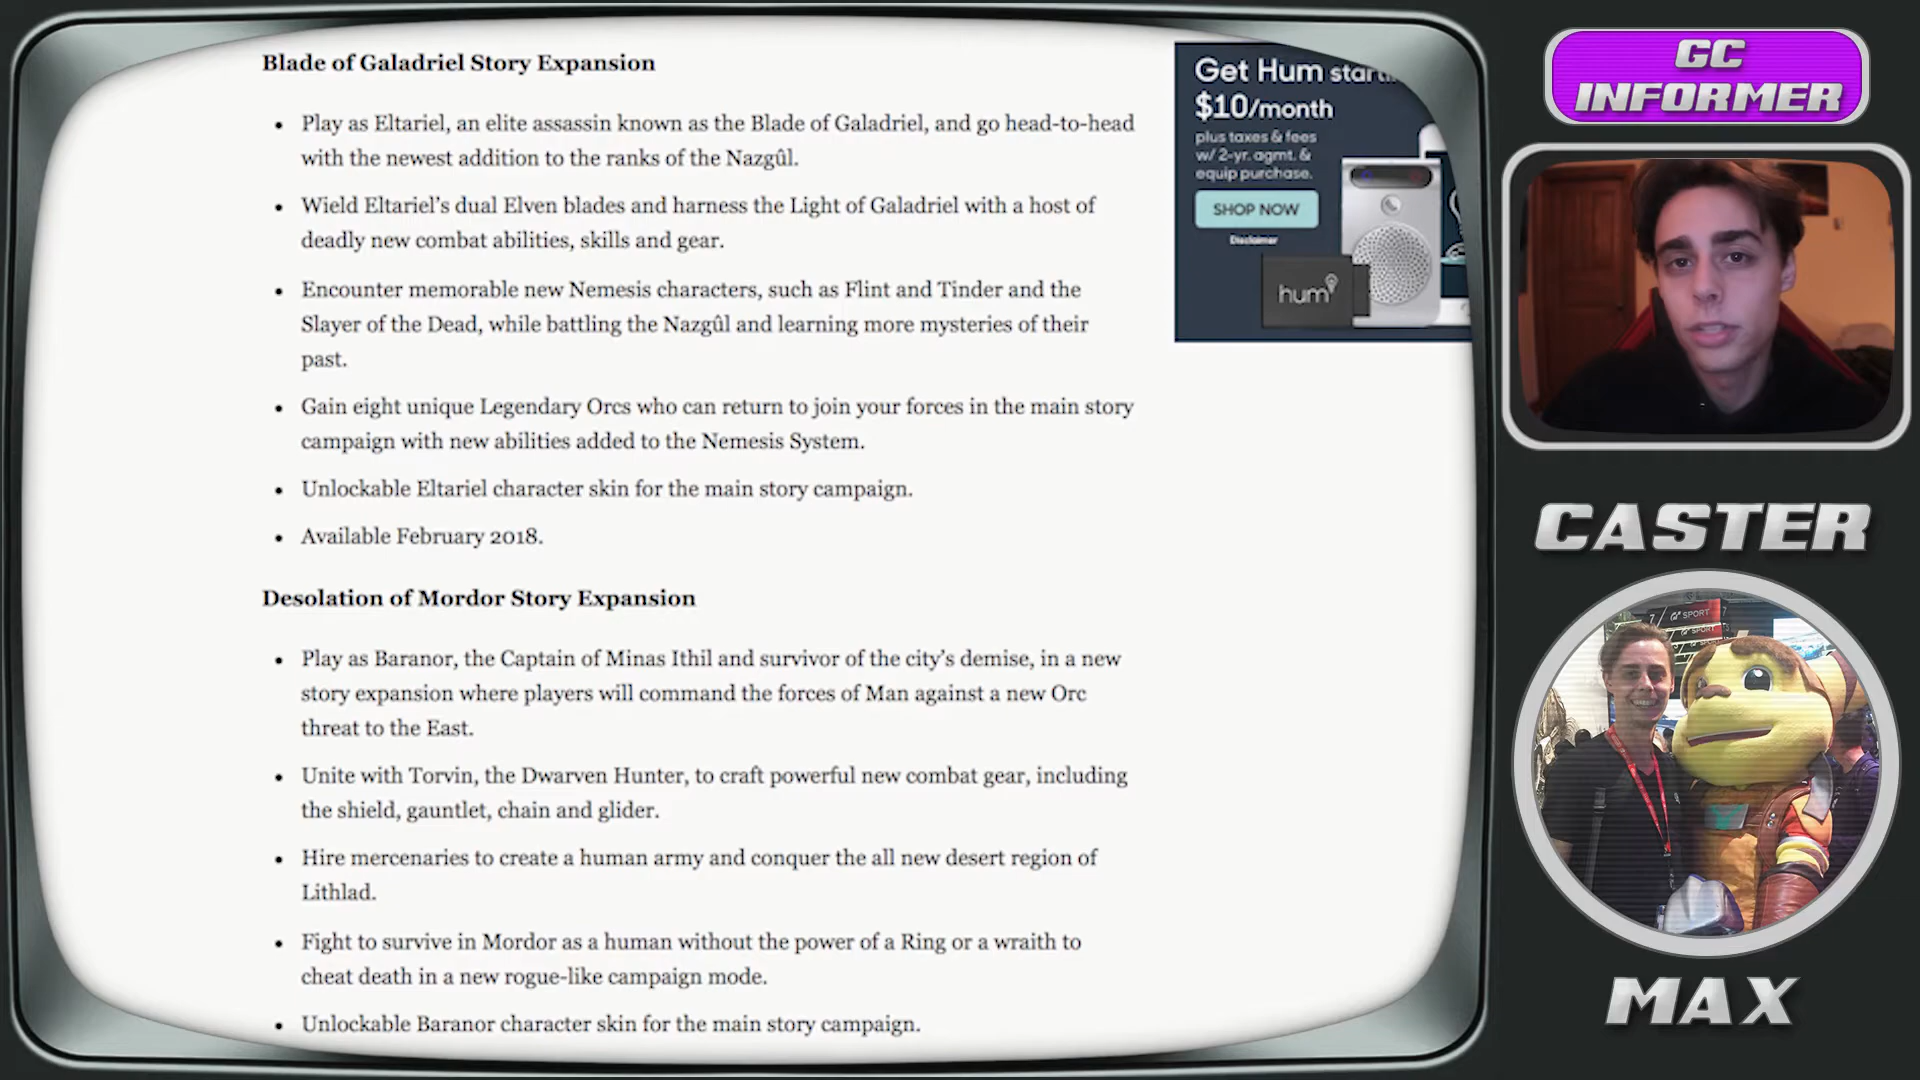 Blade of Galadriel Story Expansion
• Play as Eltariel, an elite assassin known as the Blade of Galadriel, and go head-to-head
with the newest addition to the ranks of the Nazgûl.
• Wield Eltariel's dual Elven blades and harness the Light of Galadriel with a host of
deadly new combat abilities, skills and gear.
• Encounter memorable new Nemesis characters, such as Flint and Tinder and the
Slayer of the Dead, while battling the Nazgûl and learning more mysteries of their
past.
• Gain eight unique Legendary Orcs who can return to join your forces in the main story
campaign with new abilities added to the Nemesis System.
• Unlockable Eltariel character skin for the main story campaign.
• Available February 2018.
Desolation of Mordor Story Expansion
• Play as Baranor, the Captain of Minas Ithil and survivor of the city's demise, in a new
story expansion where players will command the forces of Man against a new Orc
threat to the East.
• Unite with Torvin, the Dwarven Hunter, to craft powerful new combat gear, including
the shield, gauntlet, chain and glider.
• Hire mercenaries to create a human army and conquer the all new desert region of
Lithlad.
• Fight to survive in Mordor as a human without the power of a Ring or a wraith to
cheat death in a new rogue-like campaign mode.
• Unlockable Baranor character skin for the main story campaign.
Get Hum
$10/month
plus taxes & fees
w/ 2-yr. agmt. &
equip purchase.
SHOP NOW
Disclaimer
hum
GC
INFORMER
CASTER
7 SPORT
MAX